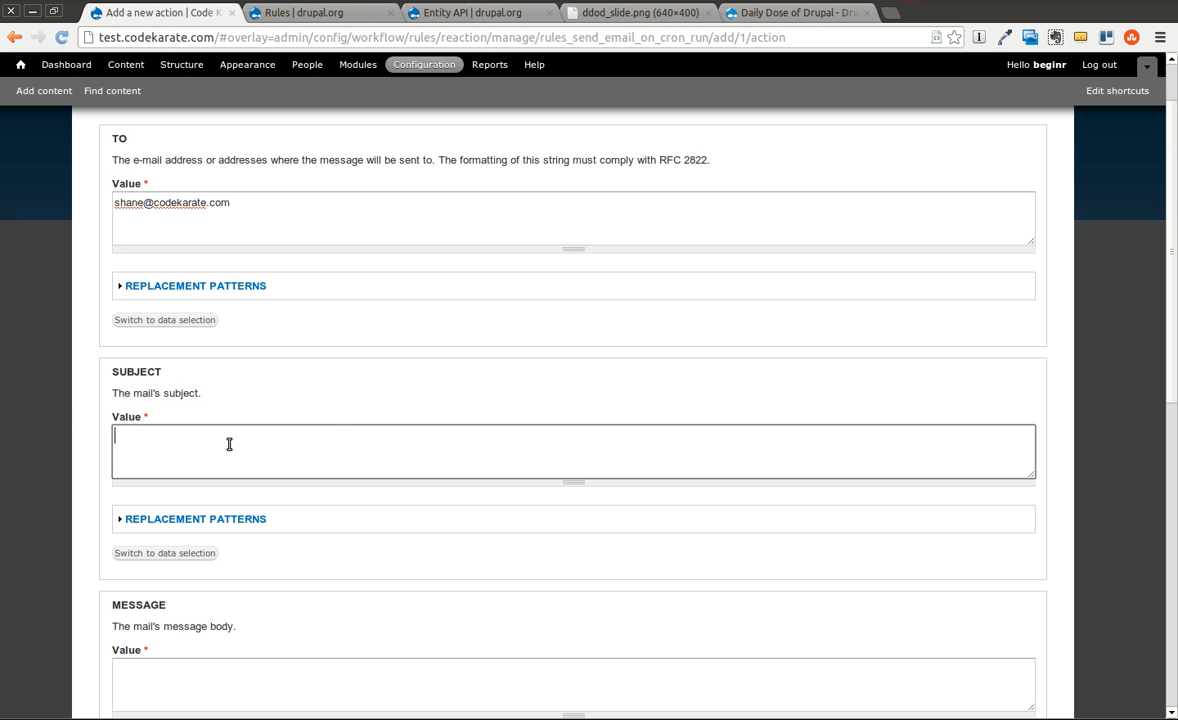 Add a new action | Code K
Rules | drupal.org
Entity API | drupal.org
ddod_slide.png (640×400)
Daily Dose of Drupal - Dru
test.codekarate.com/#overlay=admin/config/workflow/rules/reaction/manage/rules_send_email_on_cron_run/add/1/action
Dashboard Content Structure Appearance People Modules Configuration Reports Help
Hello beginr Log out
Add content Find content
Edit shortcuts
TO
The e-mail address or addresses where the message will be sent to. The formatting of this string must comply with RFC 2822.
Value *
shane@codekarate.com
REPLACEMENT PATTERNS
Switch to data selection
SUBJECT
The mail's subject.
Value *
REPLACEMENT PATTERNS
Switch to data selection
MESSAGE
The mail's message body.
Value *